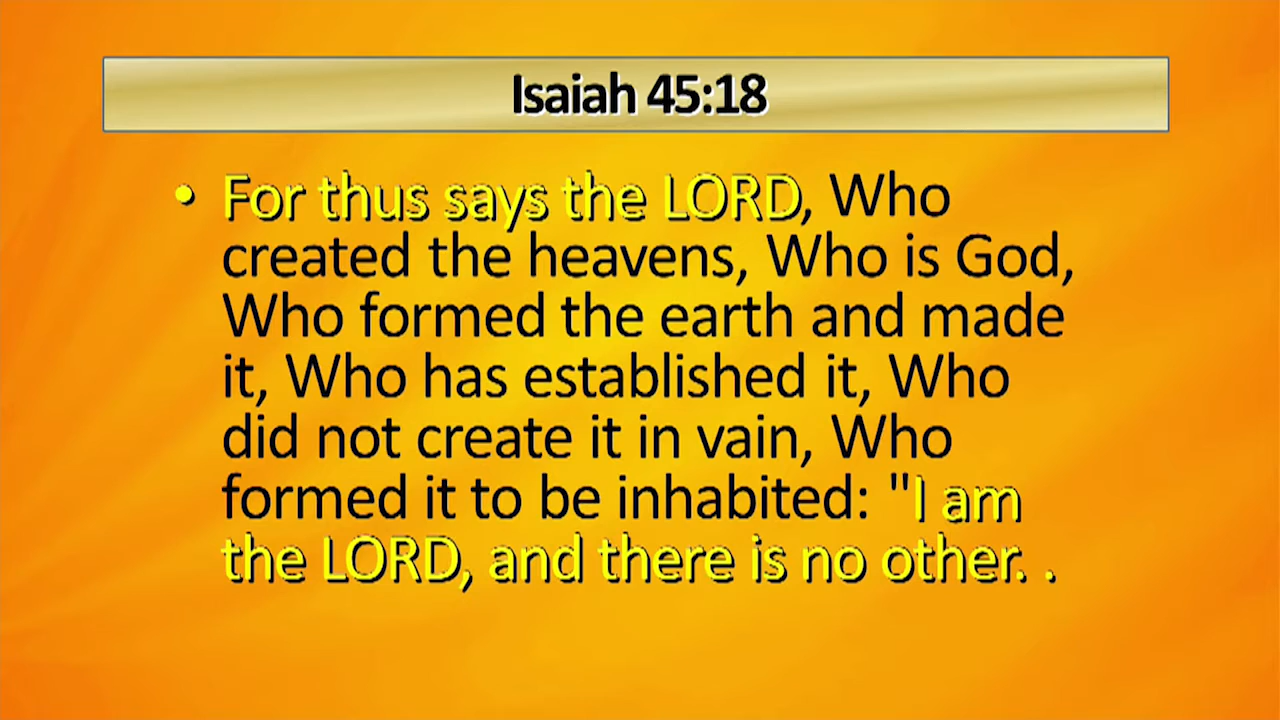 Isaiah 45:18
• For thus says the LORD, Who
created the heavens, Who is God,
Who formed the earth and made
it, Who has established it, Who
did not create it in vain, Who
formed it to be inhabited: "I am
the LORD, and there is no other. .